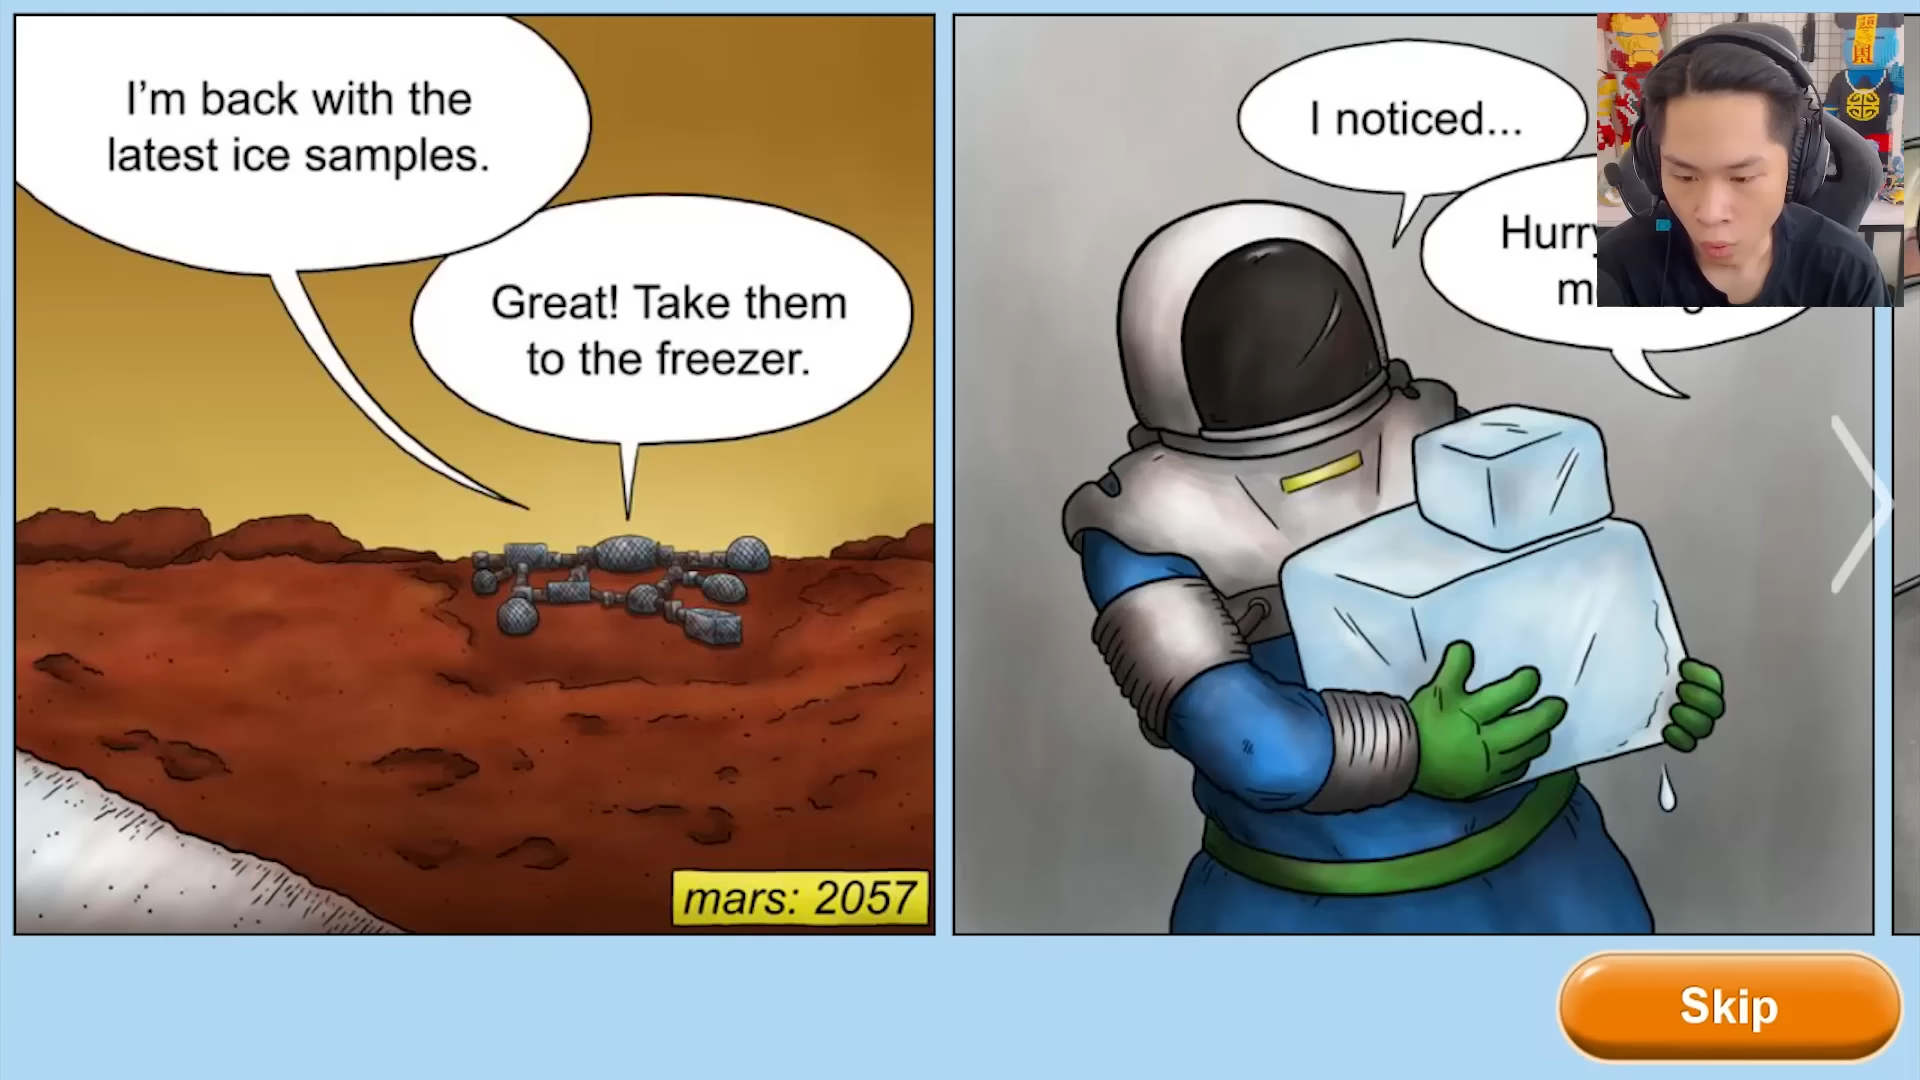 I'm back with the
latest ice samples.
Great! Take them
to the freezer.
mars: 2057
I noticed...
Skip